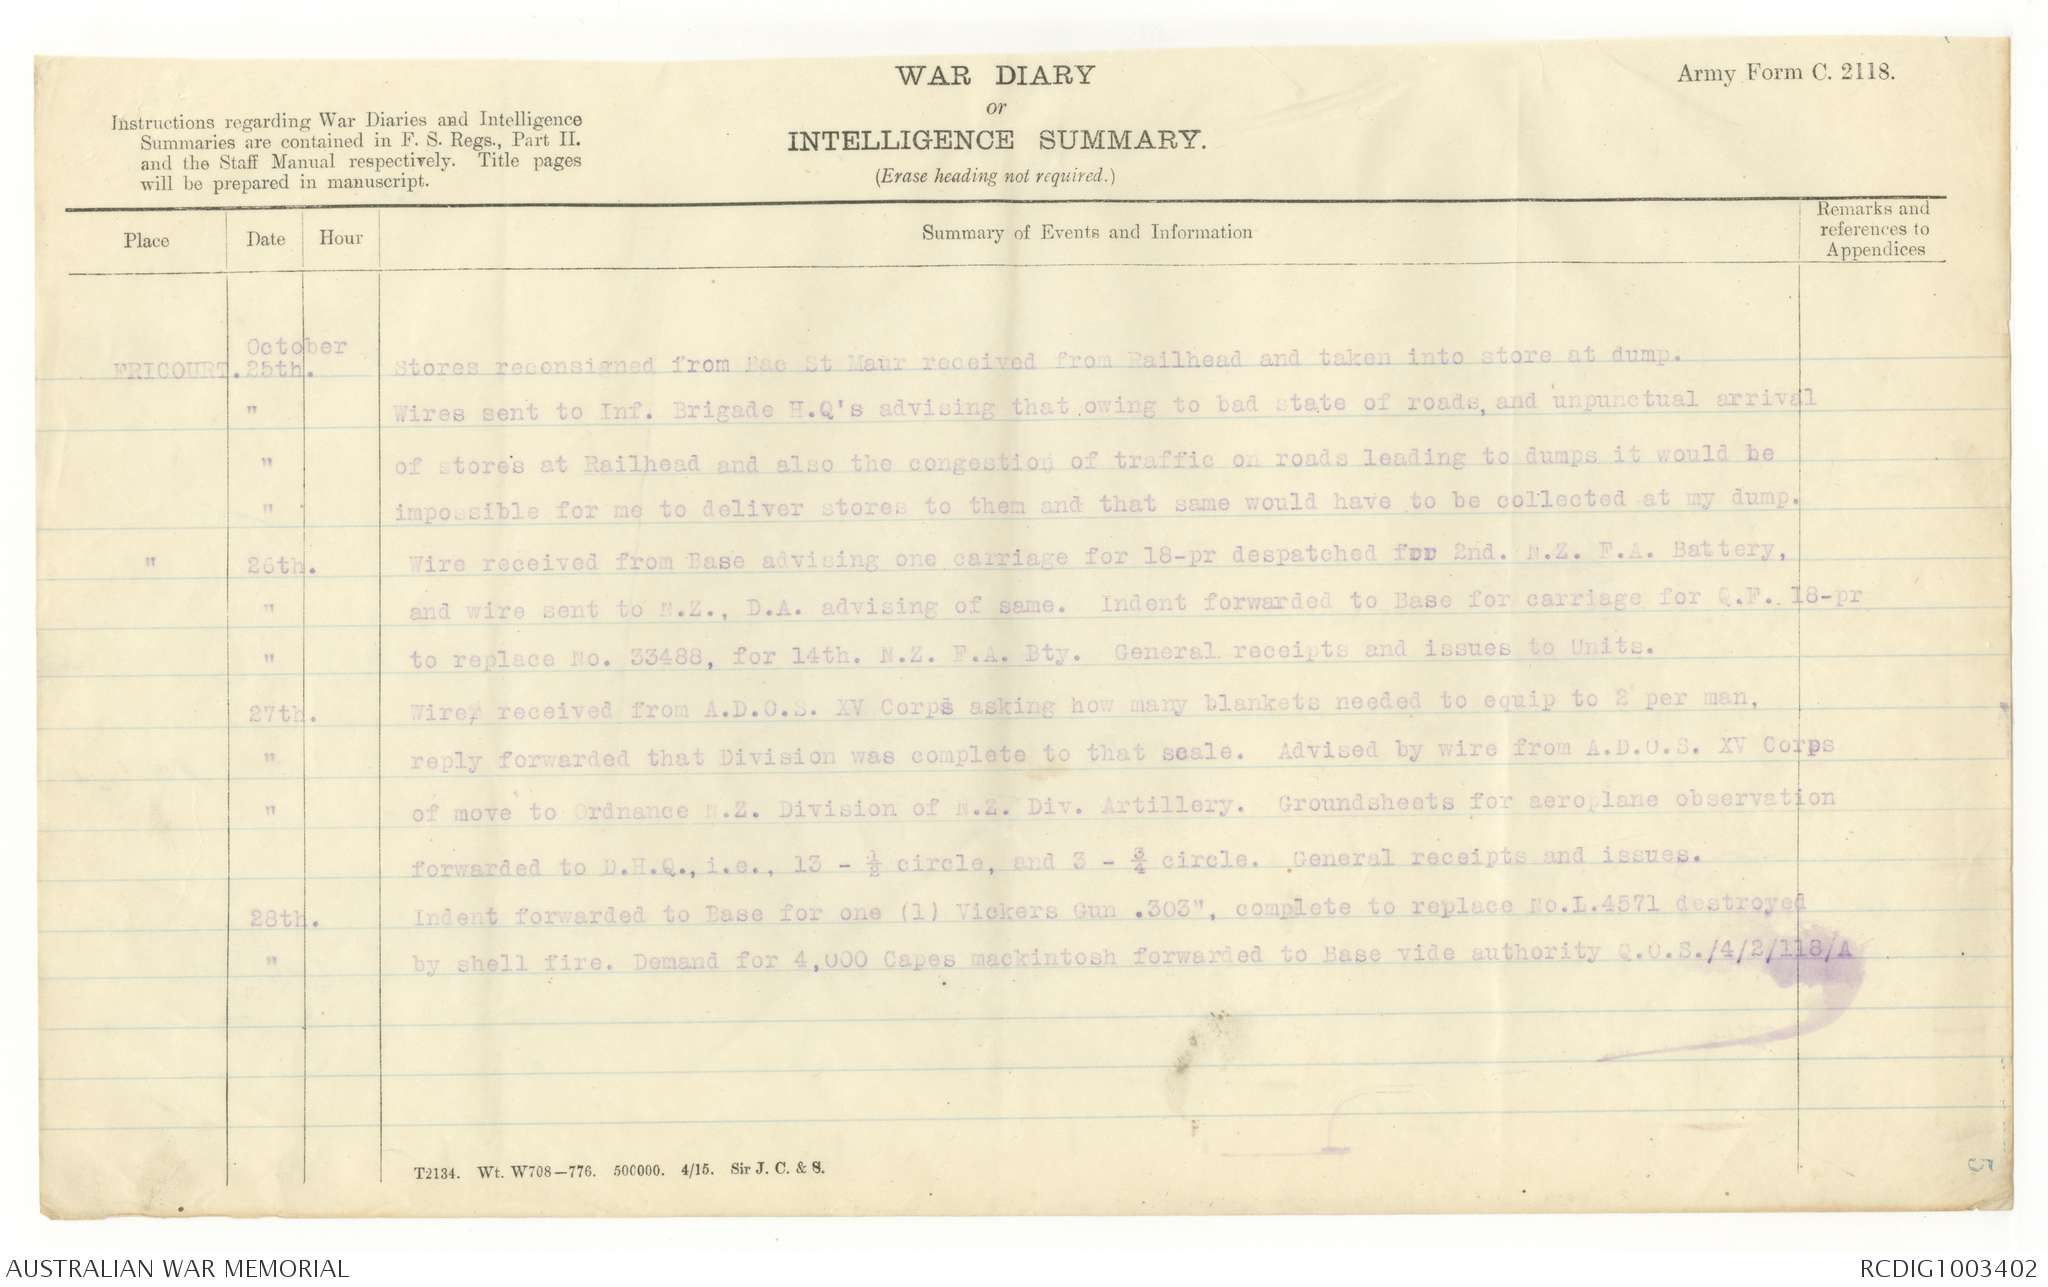 WAR DIARY
or
INTELLIGENCE SUMMARY.
(Erase heading not required.)
Army Form C. 2118.
Instructions regarding War Diaries and Intelligence
Summaries are contained in F. S. Regs., Part II.
and the Staff Manual respectively. Title pages
will be prepared in manuscript.
Place Date Hour Summary of Events and Information Remarks and references to Appendices
October
FRICOURT. 25th. Stores reconsigned from Bac St Maur received from Railhead and taken into store at dump.
" Wires sent to Inf. Brigade H.Q's advising that owing to bad state of roads, and unpunctual arrival
" of stores at Railhead and also the congestion of traffic on roads leading to dumps it would be
" impossible for me to deliver stores to them and that same would have to be collected at my dump.
" 26th. Wire received from Base advising one carriage for 18-pr despatched for 2nd. N.Z. F.A. Battery,
" and wire sent to N.Z., D.A. advising of same. Indent forwarded to Base for carriage for Q.F. 18-pr
" to replace No. 33488, for 14th. N.Z. F.A. Bty. General receipts and issues to Units.
27th. Wire, received from A.D.O.S. XV Corps asking how many blankets needed to equip to 2 per man,
" reply forwarded that Division was complete to that scale. Advised by wire from A.D.O.S. XV Corps
" of move to Ordnance N.Z. Division of N.Z. Div. Artillery. Groundsheets for aeroplane observation
forwarded to D.H.Q., i.e., 13 - ½ circle, and 3 - ¾ circle. General receipts and issues.
28th. Indent forwarded to Base for one (1) Vickers Gun .303", complete to replace No.L.4571 destroyed
" by shell fire. Demand for 4,000 Capes mackintosh forwarded to Base vide authority Q.O.S./4/2/118/A
T2134. Wt. W708—776. 500000. 4/15. Sir J. C. & S.
5
AUSTRALIAN WAR MEMORIAL
RCDIG1003402